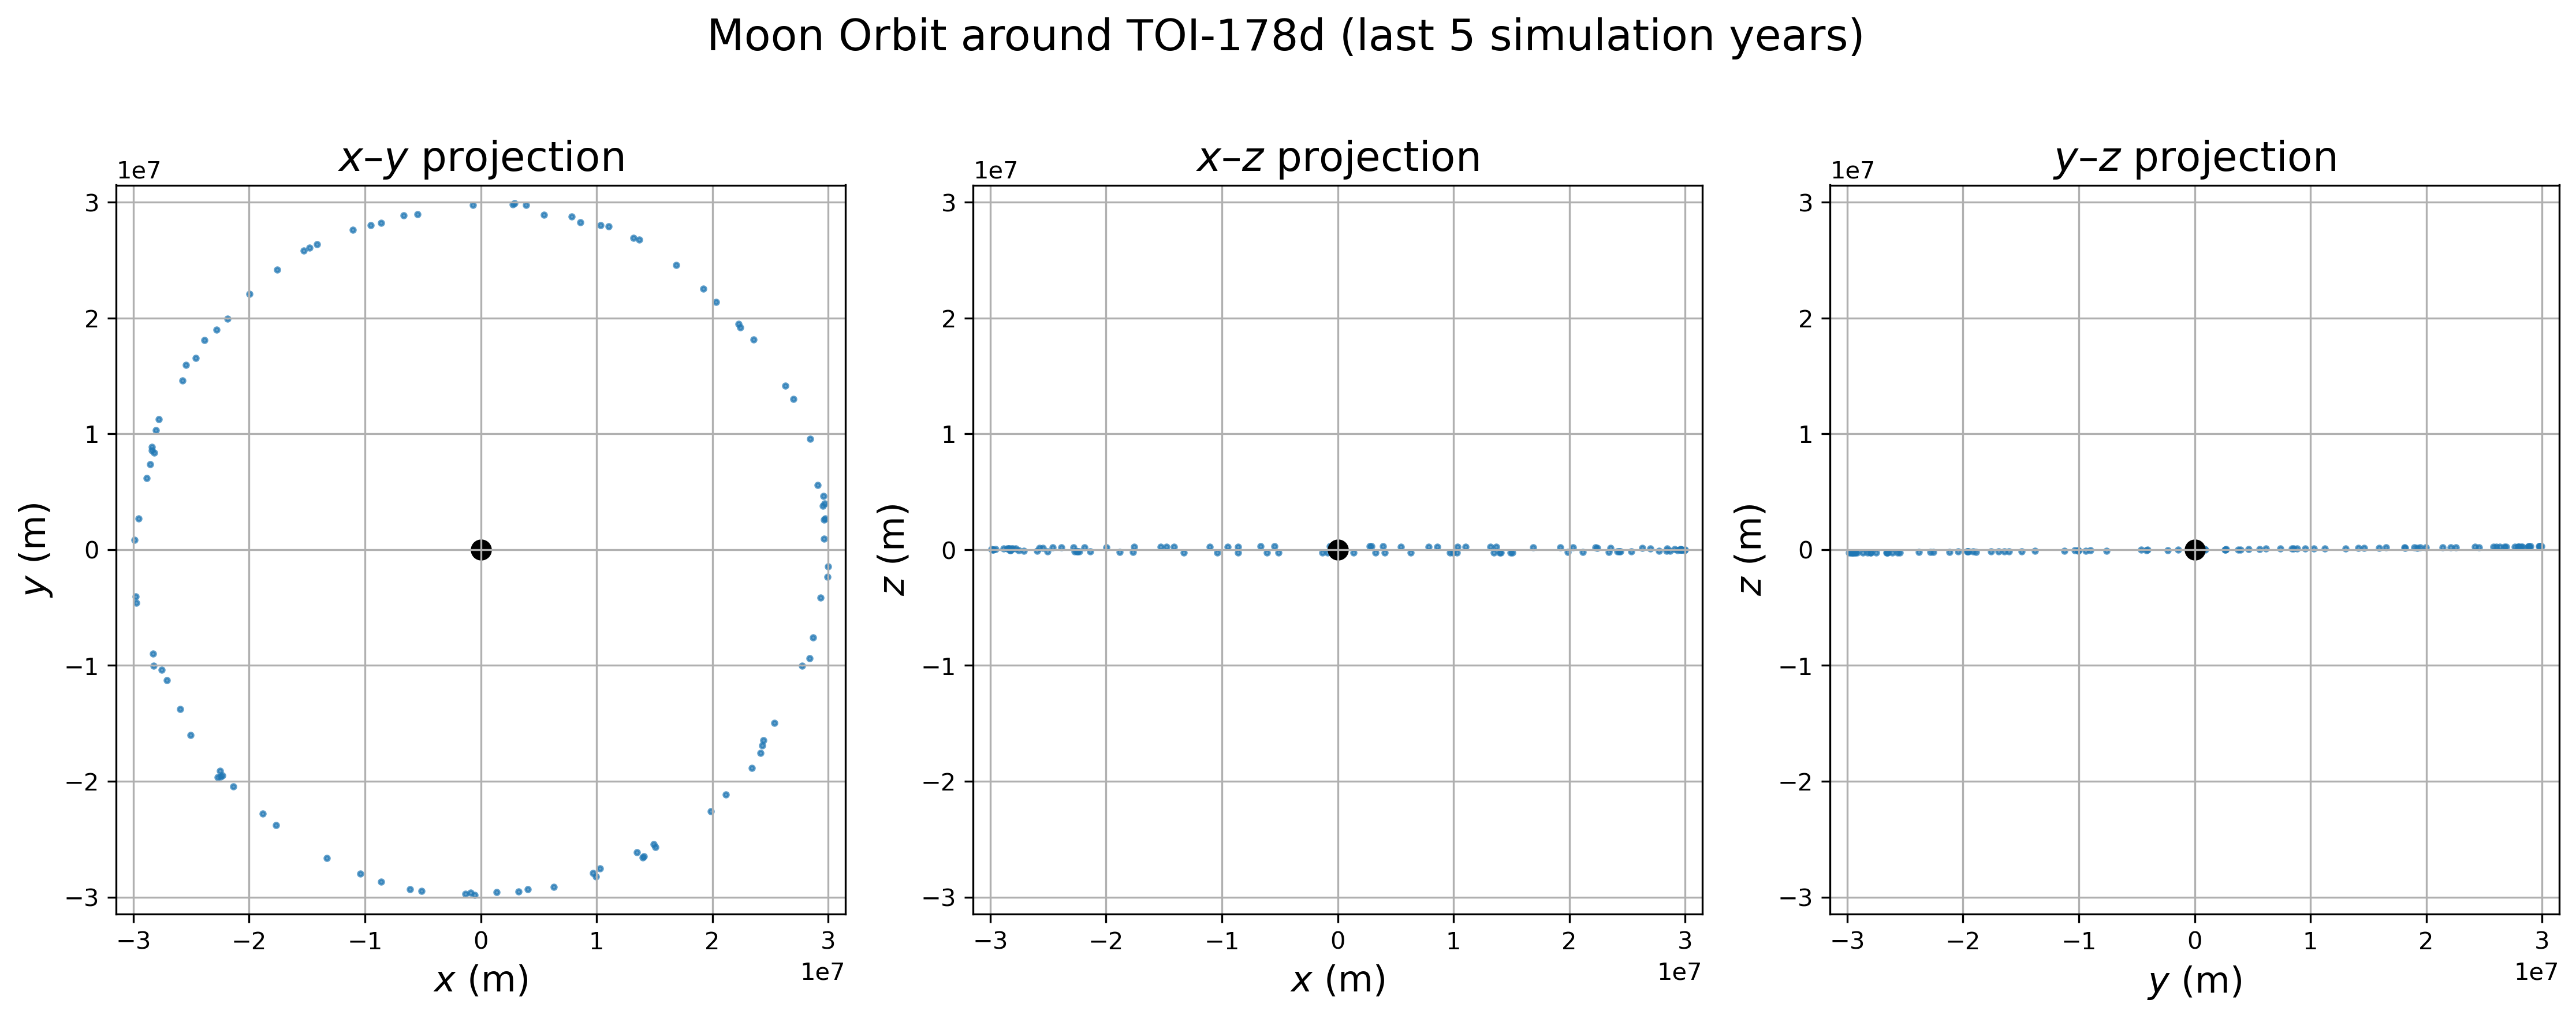 Moon Orbit around TOI-178d (last 5 simulation years)
x–y projection
1e7
3
2
1
0
−1
−2
−3
y (m)
−3 −2 −1 0 1 2 3
1e7
x (m)
x–z projection
1e7
3
2
1
0
−1
−2
−3
z (m)
−3 −2 −1 0 1 2 3
1e7
x (m)
y–z projection
1e7
3
2
1
0
−1
−2
−3
z (m)
−3 −2 −1 0 1 2 3
1e7
y (m)